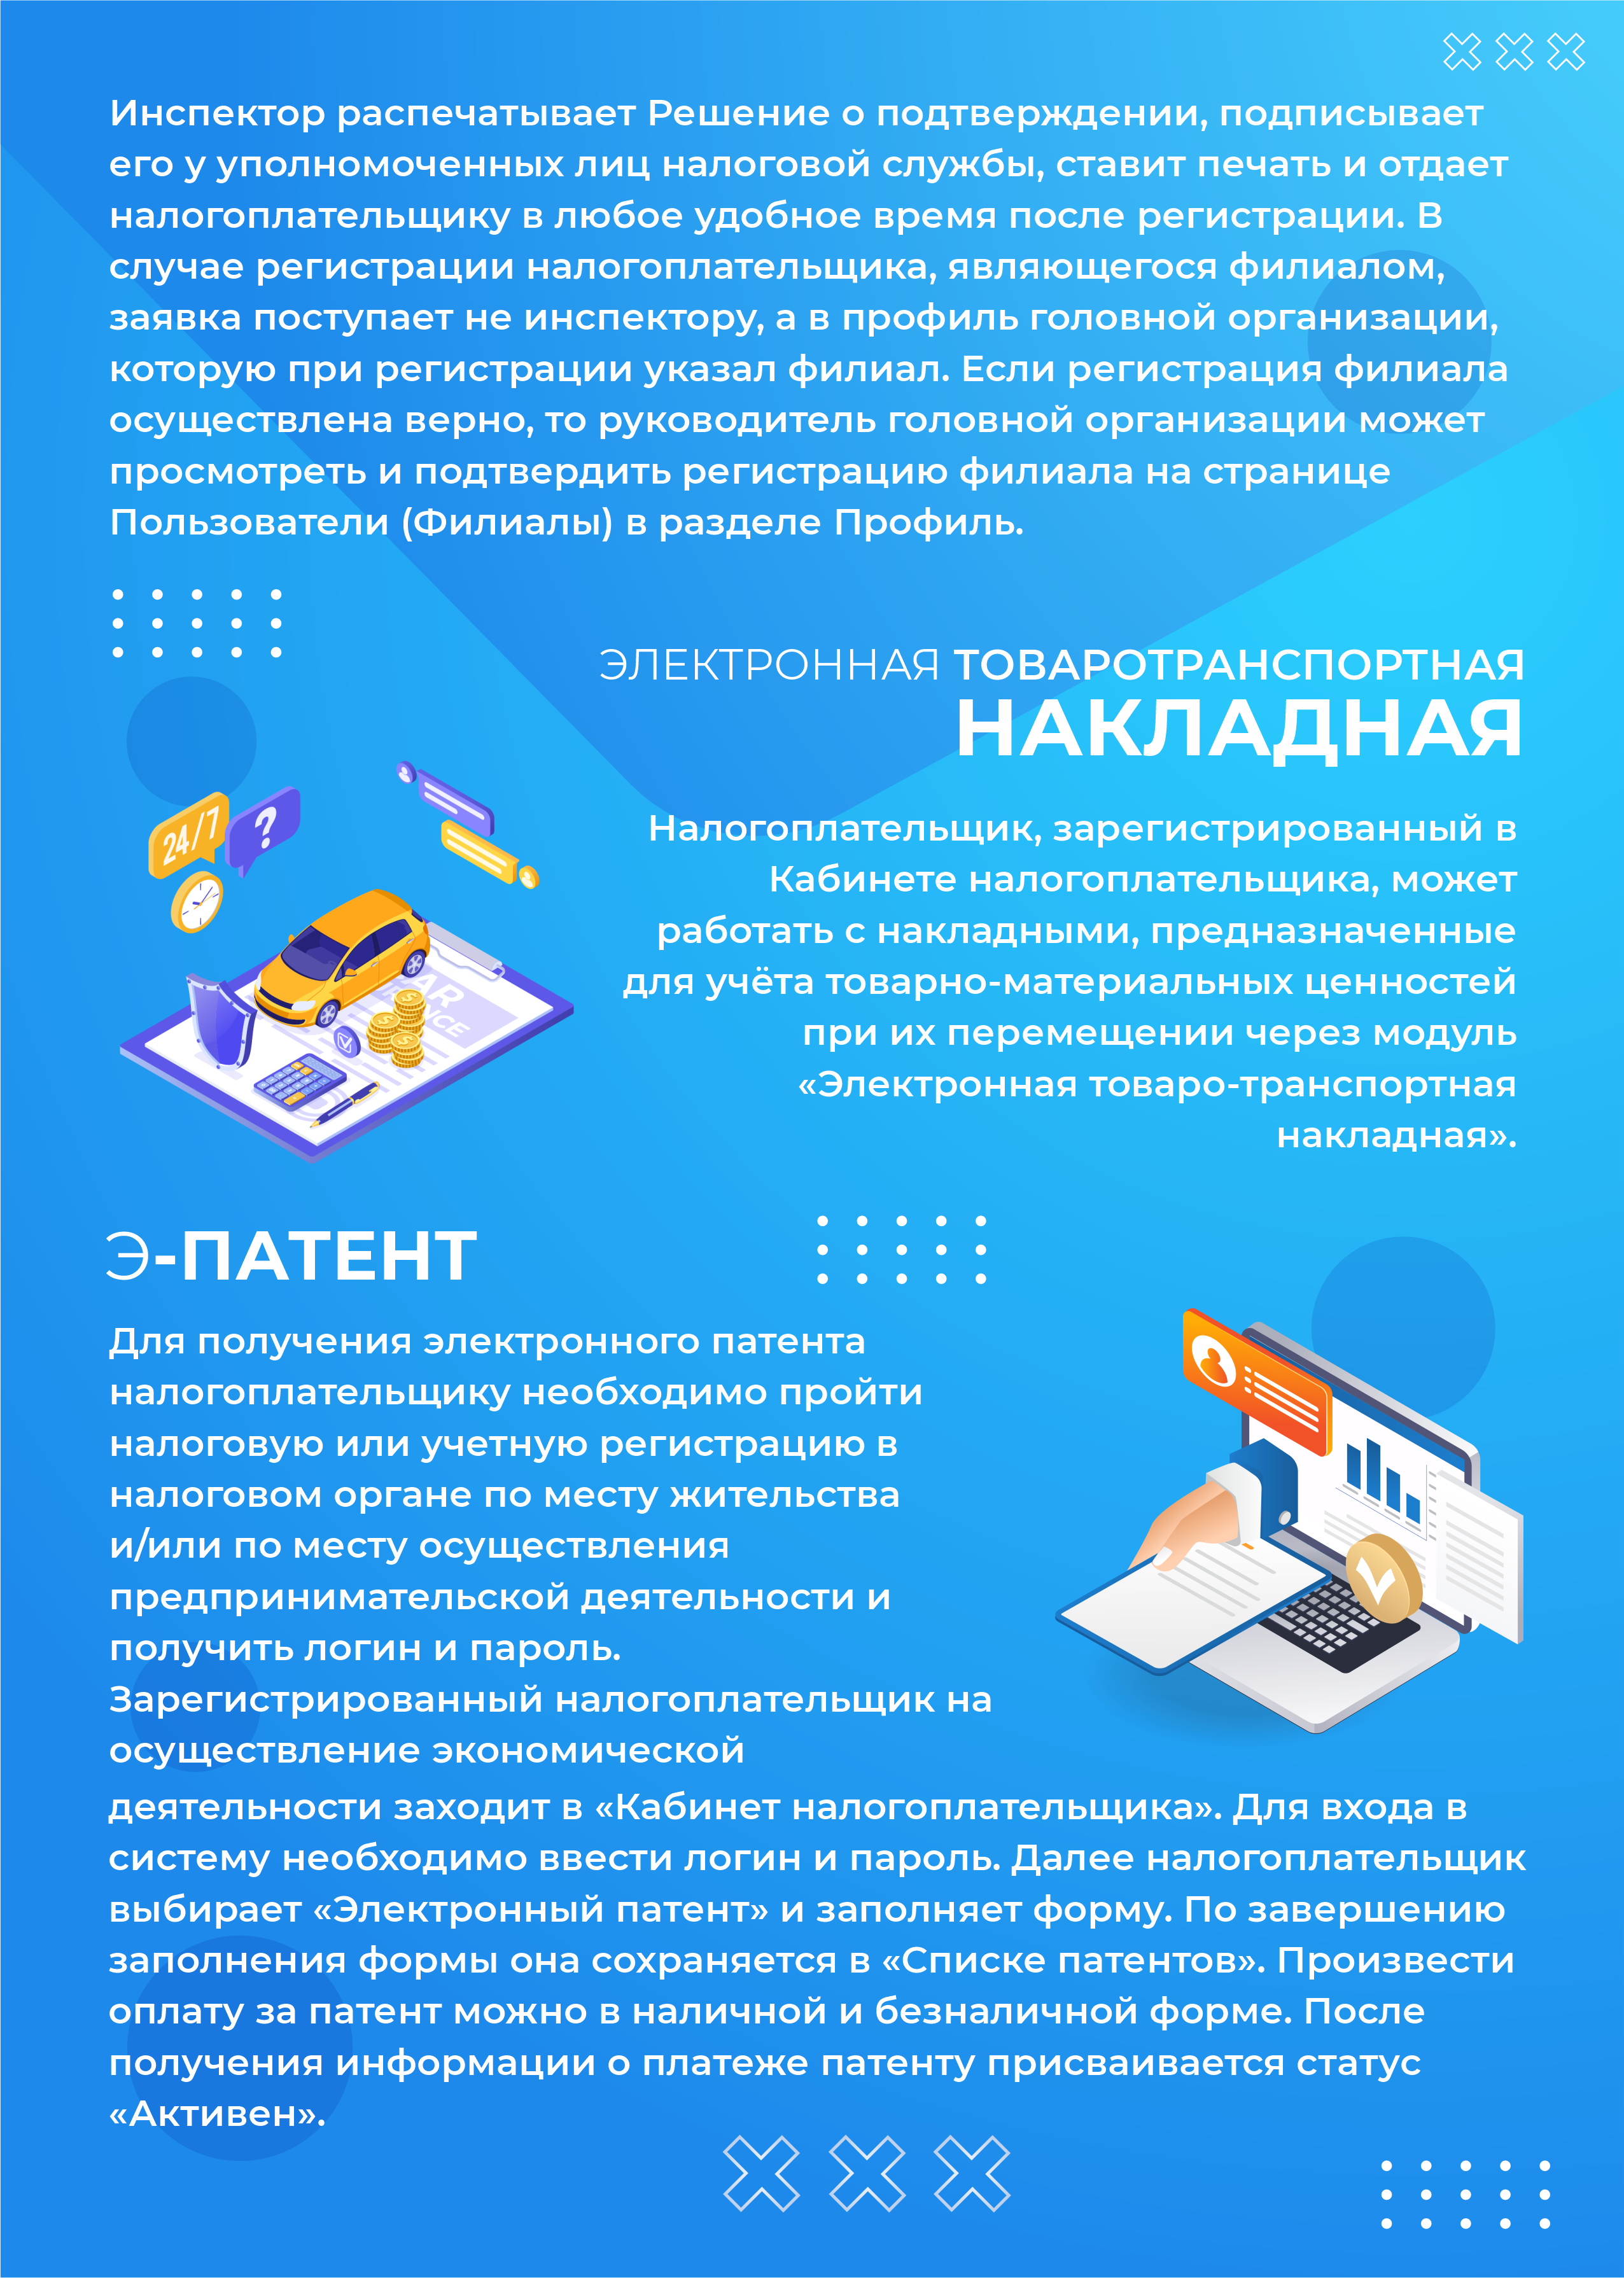 Инспектор распечатывает Решение о подтверждении, подписывает
его у уполномоченных лиц налоговой службы, ставит печать и отдает
налогоплательщику в любое удобное время после регистрации. В
случае регистрации налогоплательщика, являющегося филиалом,
заявка поступает не инспектору, а в профиль головной организации,
которую при регистрации указал филиал. Если регистрация филиала
осуществлена верно, то руководитель головной организации может
просмотреть и подтвердить регистрацию филиала на странице
Пользователи (Филиалы) в разделе Профиль.
ЭЛЕКТРОННАЯ ТОВАРОТРАНСПОРТНАЯ
НАКЛАДНАЯ
24/7
?
Налогоплательщик, зарегистрированный в
Кабинете налогоплательщика, может
работать с накладными, предназначенные
для учёта товарно-материальных ценностей
при их перемещении через модуль
«Электронная товаро-транспортная
накладная».
Э-ПАТЕНТ
Для получения электронного патента
налогоплательщику необходимо пройти
налоговую или учетную регистрацию в
налоговом органе по месту жительства
и/или по месту осуществления
предпринимательской деятельности и
получить логин и пароль.
Зарегистрированный налогоплательщик на
осуществление экономической
деятельности заходит в «Кабинет налогоплательщика». Для входа в
систему необходимо ввести логин и пароль. Далее налогоплательщик
выбирает «Электронный патент» и заполняет форму. По завершению
заполнения формы она сохраняется в «Списке патентов». Произвести
оплату за патент можно в наличной и безналичной форме. После
получения информации о платеже патенту присваивается статус
«Активен».